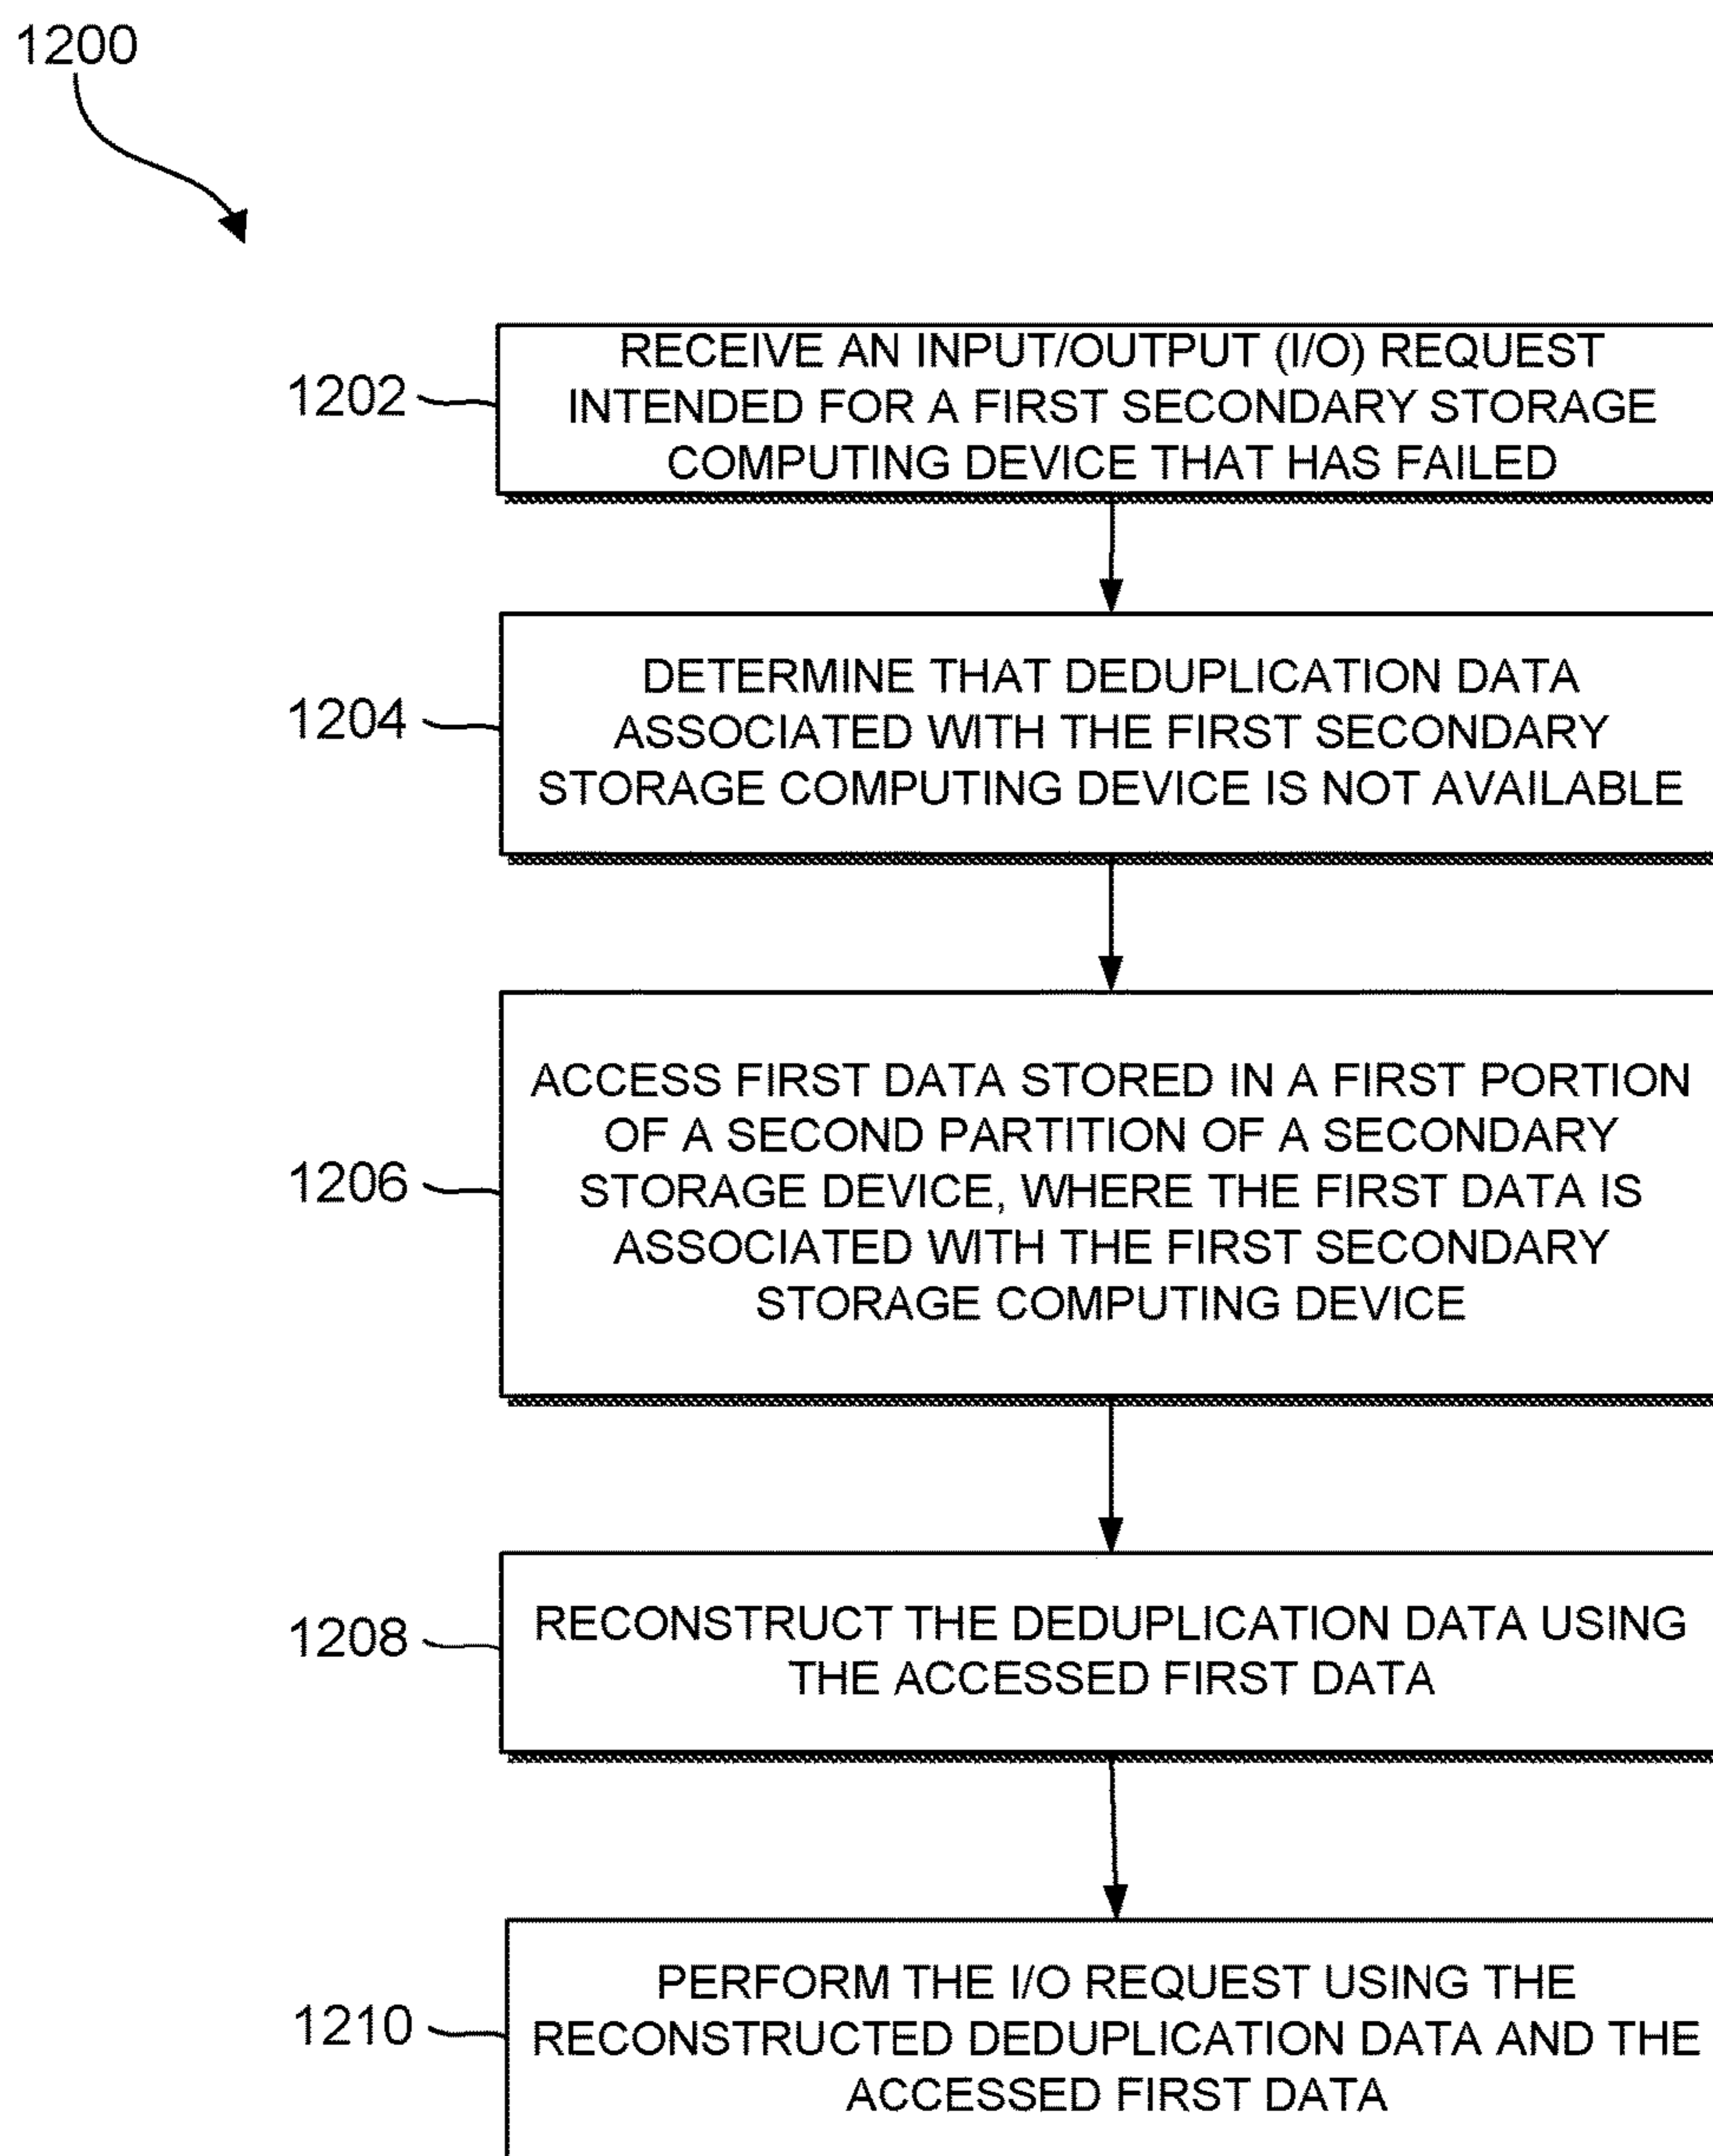 1200
1202
RECEIVE AN INPUT/OUTPUT (I/O) REQUEST
INTENDED FOR A FIRST SECONDARY STORAGE
COMPUTING DEVICE THAT HAS FAILED
1204
DETERMINE THAT DEDUPLICATION DATA
ASSOCIATED WITH THE FIRST SECONDARY
STORAGE COMPUTING DEVICE IS NOT AVAILABLE
1206
ACCESS FIRST DATA STORED IN A FIRST PORTION
OF A SECOND PARTITION OF A SECONDARY
STORAGE DEVICE, WHERE THE FIRST DATA IS
ASSOCIATED WITH THE FIRST SECONDARY
STORAGE COMPUTING DEVICE
1208
RECONSTRUCT THE DEDUPLICATION DATA USING
THE ACCESSED FIRST DATA
1210
PERFORM THE I/O REQUEST USING THE
RECONSTRUCTED DEDUPLICATION DATA AND THE
ACCESSED FIRST DATA